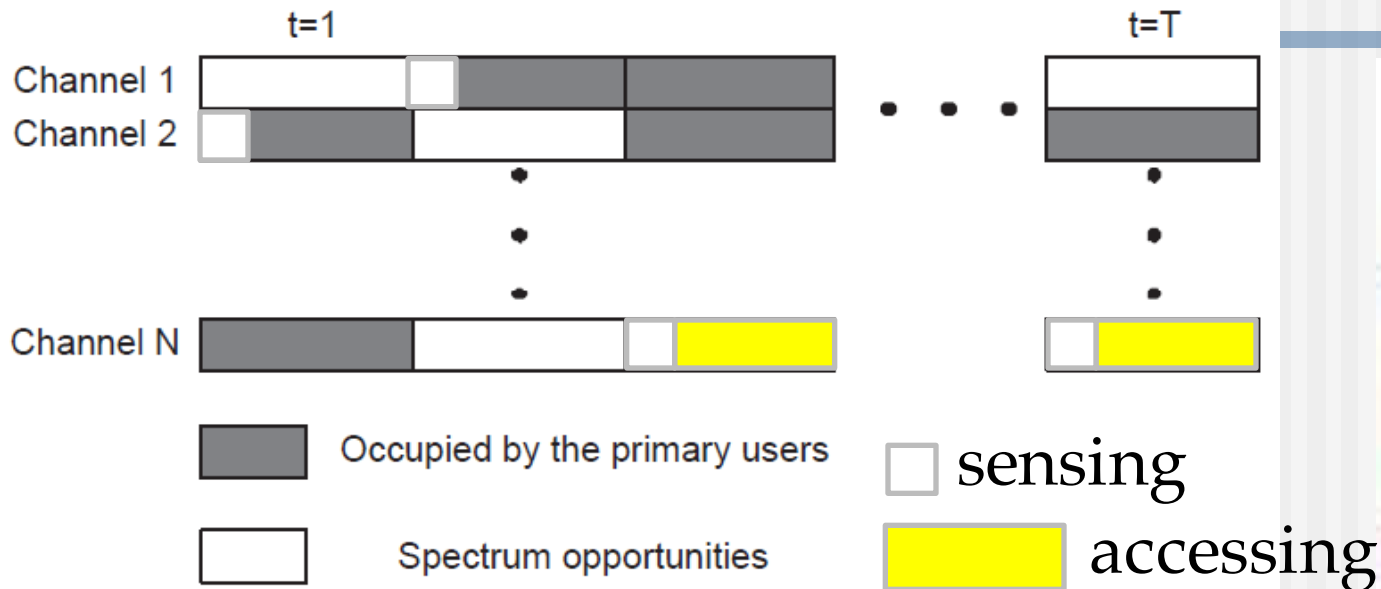 t=1 t=T
Channel 1
Channel 2
Channel N
Occupied by the primary users
sensing
Spectrum opportunities
accessing